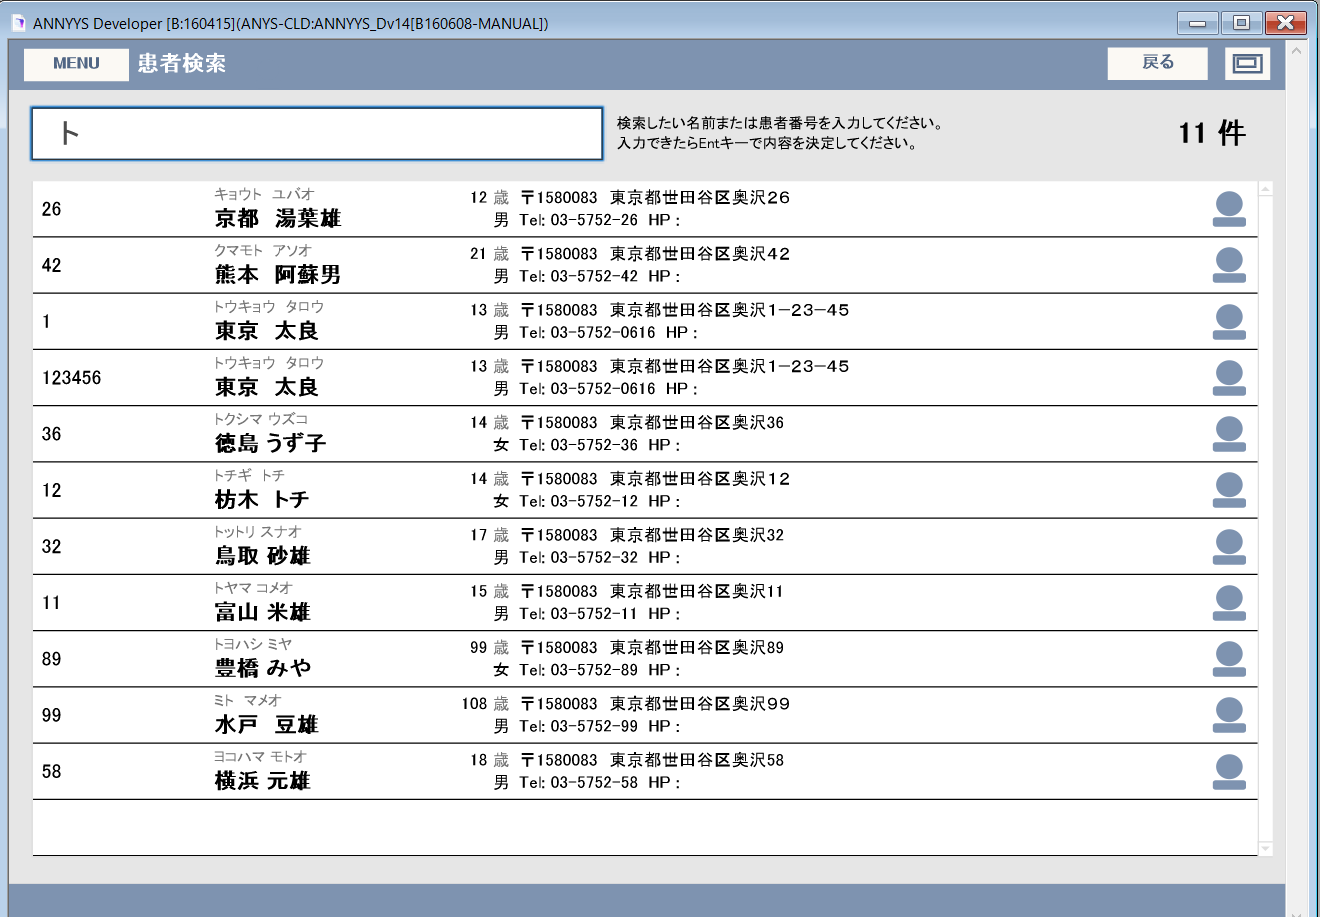 ANNYYS Developer [B:160415](ANYS-CLD:ANNYYS_Dv14[B160608-MANUAL])
MENU 患者検索 戻る
ト
検索したい名前または患者番号を入力してください。
入力できたらEntキーで内容を決定してください。
11 件
キョウト ユバオ
26 京都 湯葉雄 12 歳 〒1580083 東京都世田谷区奥沢26
男 Tel: 03-5752-26 HP :
クマモト アソオ
42 熊本 阿蘇男 21 歳 〒1580083 東京都世田谷区奥沢42
男 Tel: 03-5752-42 HP :
トウキョウ タロウ
1 東京 太良 13 歳 〒1580083 東京都世田谷区奥沢1-23-45
男 Tel: 03-5752-0616 HP :
トウキョウ タロウ
123456 東京 太良 13 歳 〒1580083 東京都世田谷区奥沢1-23-45
男 Tel: 03-5752-0616 HP :
トクシマ ウズコ
36 徳島 うず子 14 歳 〒1580083 東京都世田谷区奥沢36
女 Tel: 03-5752-36 HP :
トチギ トチ
12 枋木 トチ 14 歳 〒1580083 東京都世田谷区奥沢12
女 Tel: 03-5752-12 HP :
トットリ スナオ
32 鳥取 砂雄 17 歳 〒1580083 東京都世田谷区奥沢32
男 Tel: 03-5752-32 HP :
トヤマ コメオ
11 富山 米雄 15 歳 〒1580083 東京都世田谷区奥沢11
男 Tel: 03-5752-11 HP :
トヨハシ ミヤ
89 豊橋 みや 99 歳 〒1580083 東京都世田谷区奥沢89
女 Tel: 03-5752-89 HP :
ミト マメオ
99 水戸 豆雄 108 歳 〒1580083 東京都世田谷区奥沢99
男 Tel: 03-5752-99 HP :
ヨコハマ モトオ
58 横浜 元雄 18 歳 〒1580083 東京都世田谷区奥沢58
男 Tel: 03-5752-58 HP :